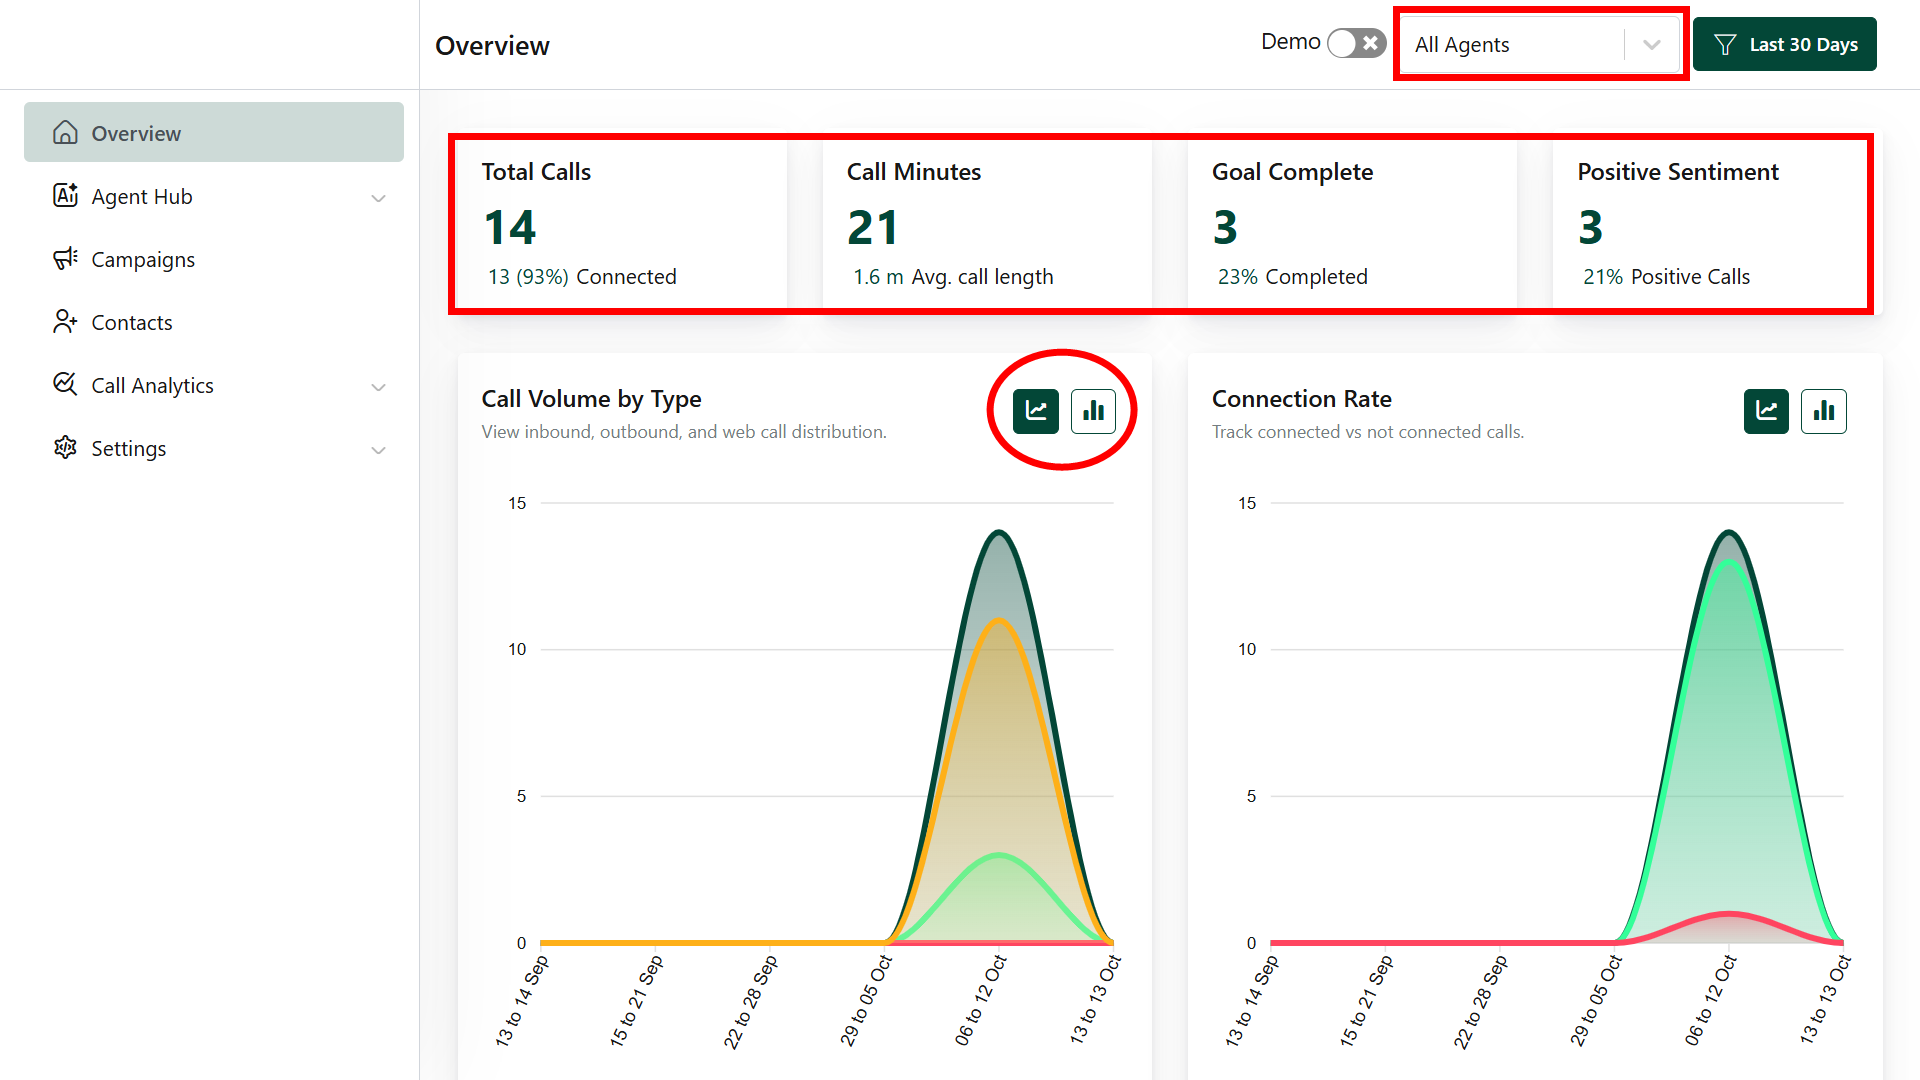 Overview
Demo
All Agents
Last 30 Days
Overview
Agent Hub
Campaigns
Contacts
Call Analytics
Settings
Total Calls
14
13 (93%) Connected
Call Minutes
21
1.6 m Avg. call length
Goal Complete
3
23% Completed
Positive Sentiment
3
21% Positive Calls
Call Volume by Type
View inbound, outbound, and web call distribution.
15
10
5
0
13 to 14 Sep
15 to 21 Sep
22 to 28 Sep
29 to 05 Oct
06 to 12 Oct
13 to 13 Oct
Connection Rate
Track connected vs not connected calls.
15
10
5
0
13 to 14 Sep
15 to 21 Sep
22 to 28 Sep
29 to 05 Oct
06 to 12 Oct
13 to 13 Oct